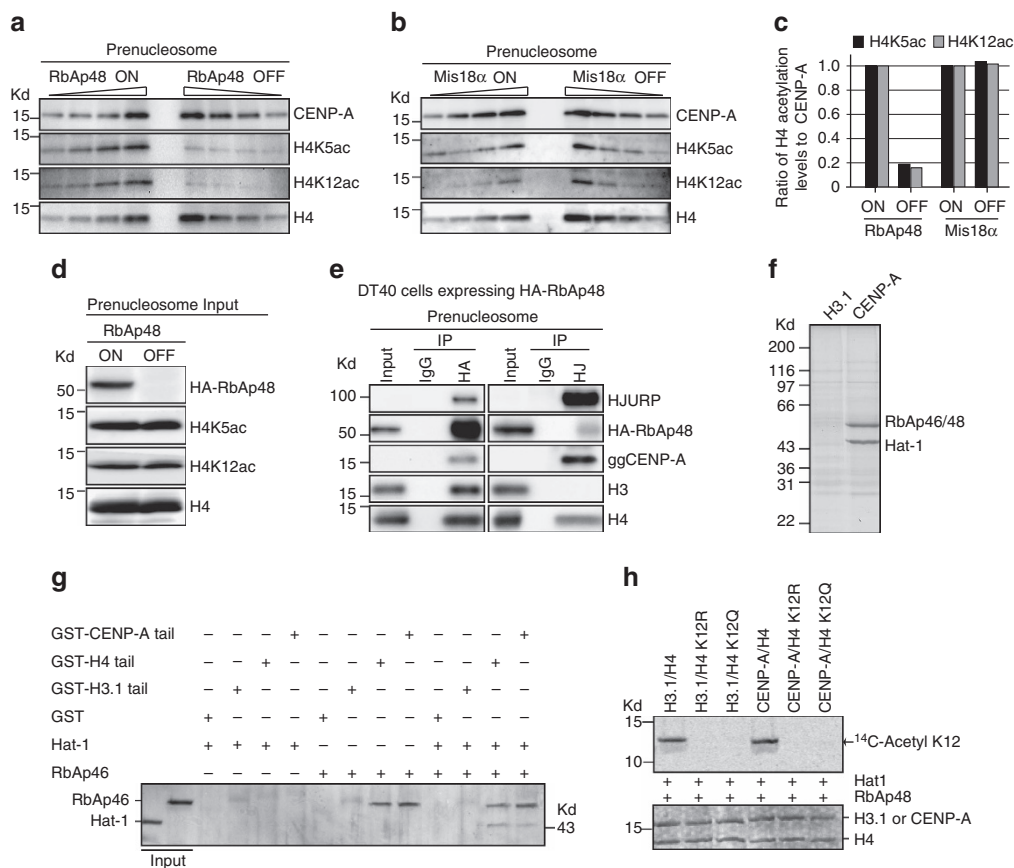 a
Prenucleosome
RbAp48 ON RbAp48 OFF
Kd
15 CENP-A
15 H4K5ac
15 H4K12ac
15 H4
b
Prenucleosome
Mis18α ON Mis18α OFF
Kd
15 CENP-A
15 H4K5ac
15 H4K12ac
15 H4
c
H4K5ac H4K12ac
Ratio of H4 acetylation
levels to CENP-A
1.0
0.8
0.6
0.4
0.2
0
ON OFF ON OFF
RbAp48 Mis18α
d
Prenucleosome Input
RbAp48
Kd ON OFF
50 HA-RbAp48
15 H4K5ac
15 H4K12ac
15 H4
e
DT40 cells expressing HA-RbAp48
Prenucleosome
IP IP
Kd Input IgG HA Input IgG HJ
100 HJURP
50 HA-RbAp48
15 ggCENP-A
15 H3
15 H4
f
H3.1 CENP-A
Kd
200
116
97
66
RbAp46/48
43 Hat-1
36
31
22
g
GST-CENP-A tail – – – + – – – + – – – +
GST-H4 tail – – + – – – + – – – + –
GST-H3.1 tail – + – – – + – – – + – –
GST + – – – + – – – + – – –
Hat-1 + + + + – – – – + + + +
RbAp46 – – – – + + + + + + + +
RbAp46 Kd
Hat-1 43
Input
h
H3.1/H4 H3.1/H4 K12R H3.1/H4 K12Q CENP-A/H4 CENP-A/H4 K12R CENP-A/H4 K12Q
Kd
15
14C-Acetyl K12
10
+ + + + + + Hat1
+ + + + + + RbAp48
H3.1 or CENP-A
15 H4